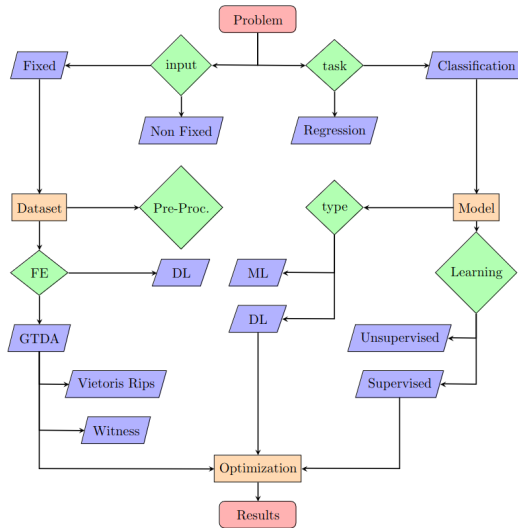 Problem
Fixed
input
task
Classification
Non Fixed
Regression
Dataset
Pre-Proc.
type
Model
FE
DL
ML
Learning
GTDA
DL
Unsupervised
Vietoris Rips
Supervised
Witness
Optimization
Results